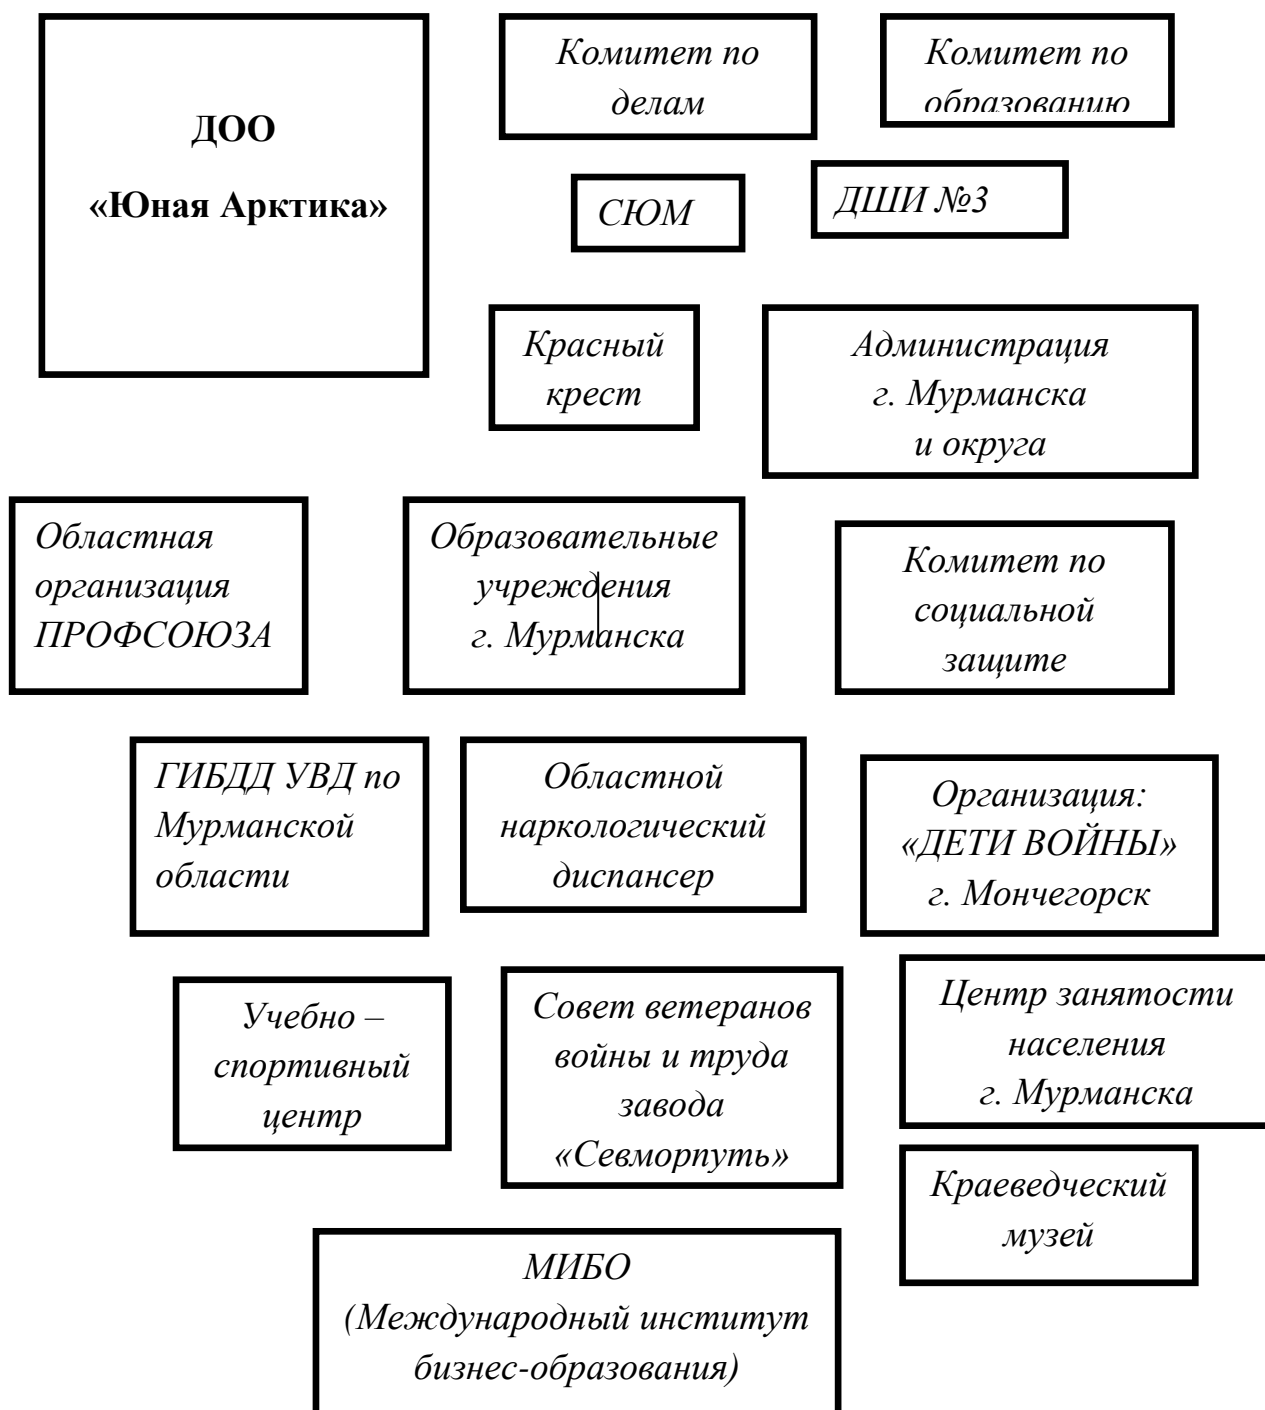 ДОО
«Юная Арктика»
Комитет по
делам
Комитет по
образованию
СЮМ
ДШИ №3
Красный
крест
Администрация
г. Мурманска
и округа
Областная
организация
ПРОФСОЮЗА
Образовательные
учреждения
г. Мурманска
Комитет по
социальной
защите
ГИБДД УВД по
Мурманской
области
Областной
наркологический
диспансер
Организация:
«ДЕТИ ВОЙНЫ»
г. Мончегорск
Учебно –
спортивный
центр
Совет ветеранов
войны и труда
завода
«Севморпуть»
Центр занятости
населения
г. Мурманска
Краеведческий
музей
МИБО
(Международный институт
бизнес-образования)